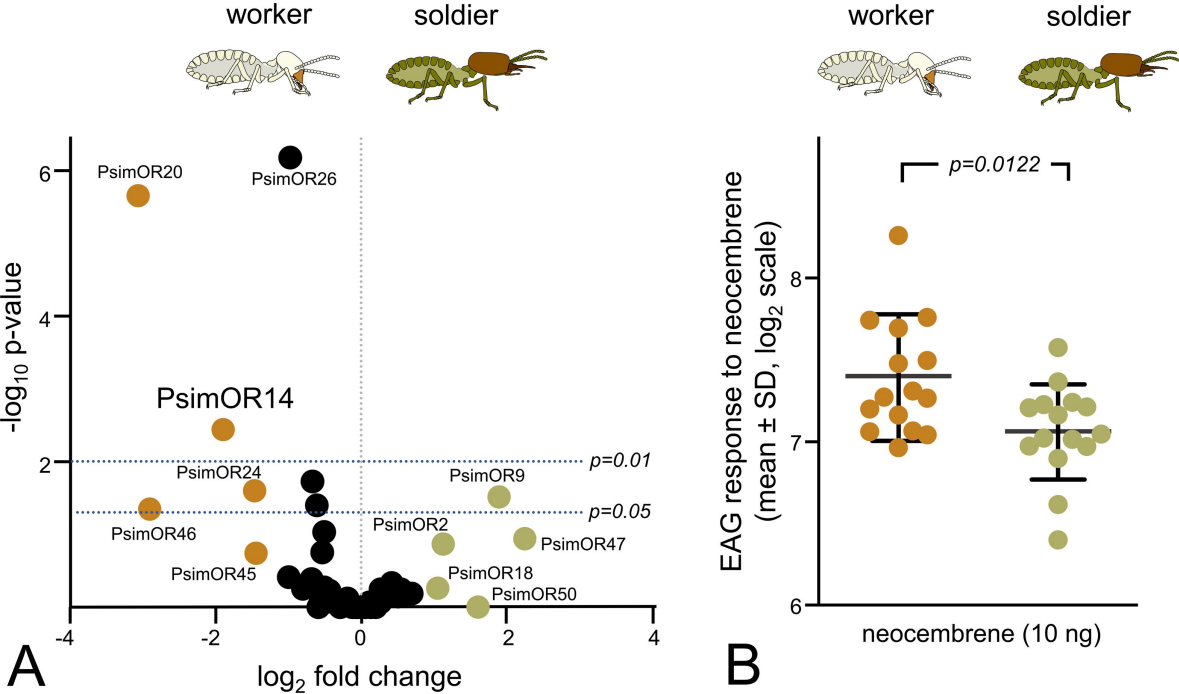 worker
soldier
6
4
2
-log10 p-value
PsimOR20
PsimOR26
PsimOR14
p=0.01
PsimOR24
PsimOR9
p=0.05
PsimOR46
PsimOR2
PsimOR47
PsimOR45
PsimOR18
PsimOR50
-4
-2
0
2
4
log2 fold change
A
worker
soldier
EAG response to neocembrene
(mean ± SD, log2 scale)
p=0.0122
8
7
6
neocembrene (10 ng)
B